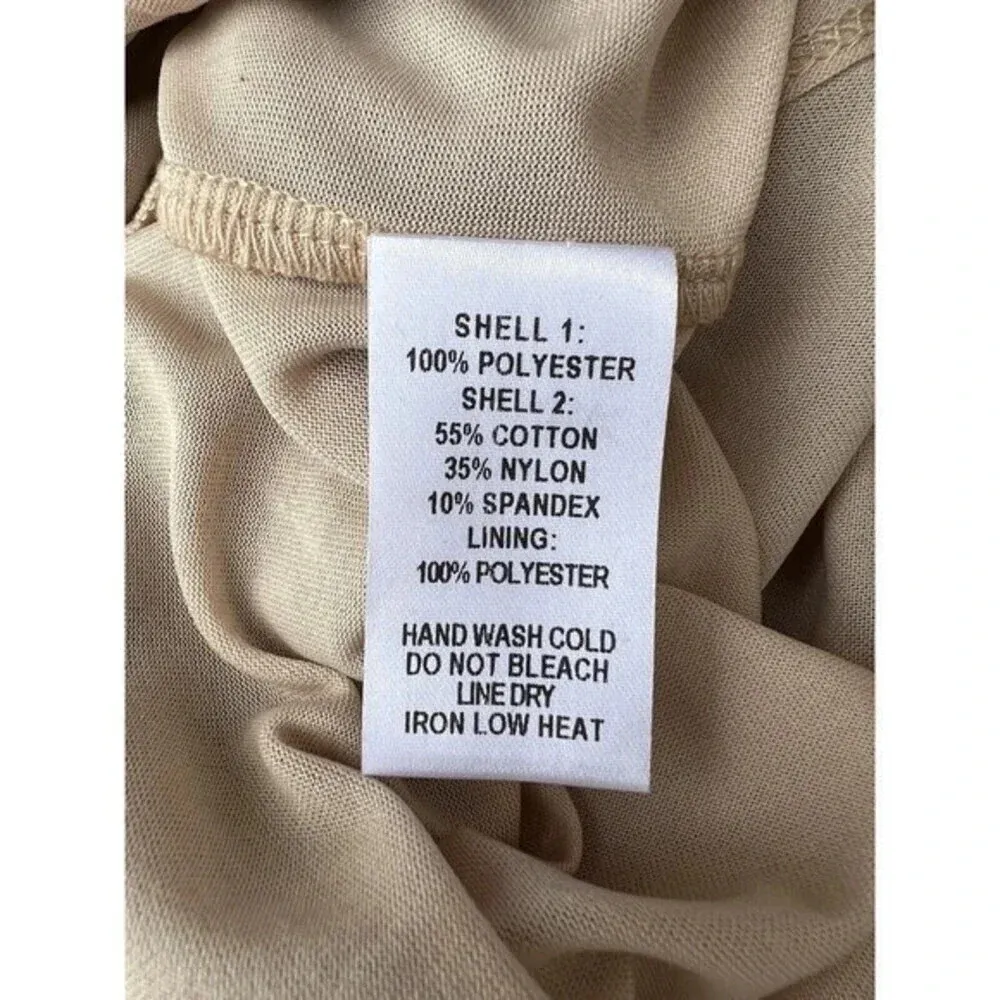 SHELL 1:
100% POLYESTER
SHELL 2:
55% COTTON
35% NYLON
10% SPANDEX
LINING:
100% POLYESTER
HAND WASH COLD
DO NOT BLEACH
LINE DRY
IRON LOW HEAT